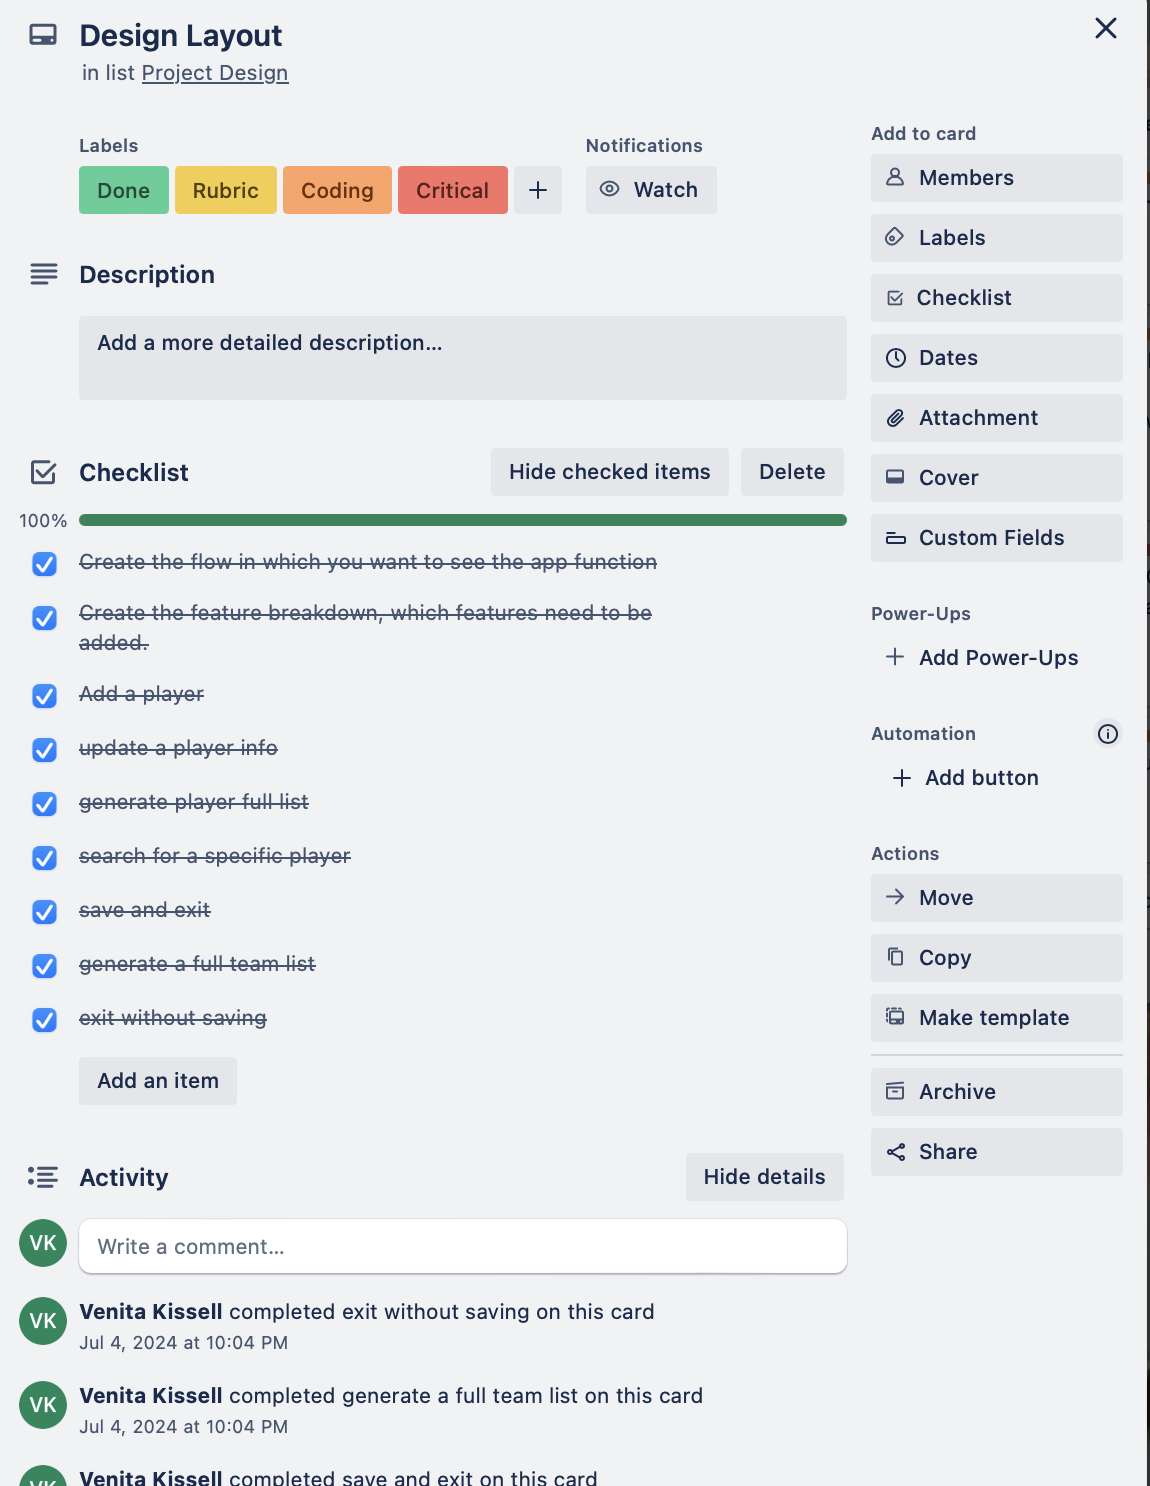 Design Layout
in list Project Design
Labels
Done Rubric Coding Critical
Notifications
Watch
Description
Add a more detailed description...
Checklist
Hide checked items
Delete
100%
Create the flow in which you want to see the app function
Create the feature breakdown, which features need to be
added.
Add a player
update a player info
generate player full list
search for a specific player
save and exit
generate a full team list
exit without saving
Add an item
Activity
Hide details
VK
Write a comment...
VK
Venita Kissell completed exit without saving on this card
Jul 4, 2024 at 10:04 PM
VK
Venita Kissell completed generate a full team list on this card
Jul 4, 2024 at 10:04 PM
VK
Venita Kissell completed save and exit on this card
Add to card
Members
Labels
Checklist
Dates
Attachment
Cover
Custom Fields
Power-Ups
Add Power-Ups
Automation
Add button
Actions
Move
Copy
Make template
Archive
Share